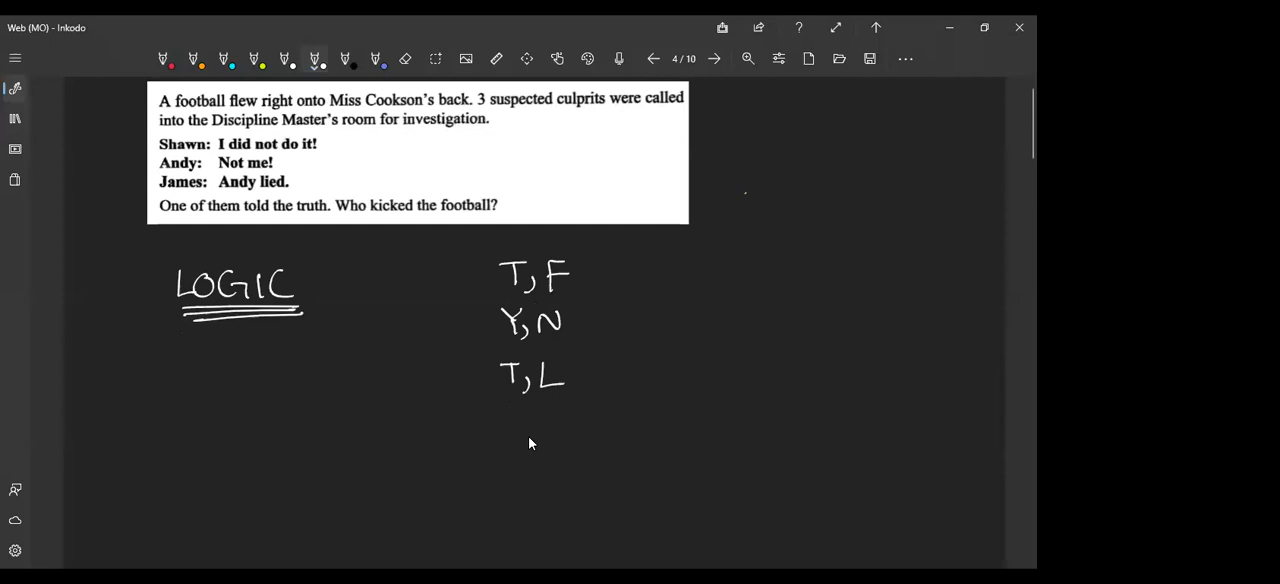 Web (MO) - Inkodo
4 / 10
A football flew right onto Miss Cookson's back. 3 suspected culprits were called
into the Discipline Master's room for investigation.
Shawn: I did not do it!
Andy: Not me!
James: Andy lied.
One of them told the truth. Who kicked the football?
LOGIC
T, F
Y, N
T, L